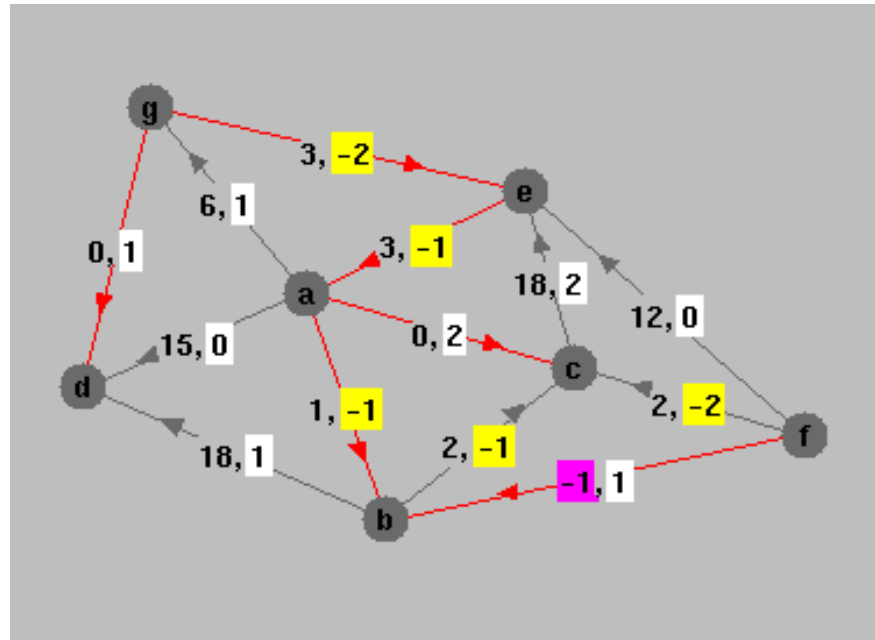 g
3, -2
e
6, 1
0, 1
3, -1
18, 2
a
12, 0
0, 2
15, 0
c
d
1, -1
2, -2
f
18, 1
2, -1
-1, 1
b